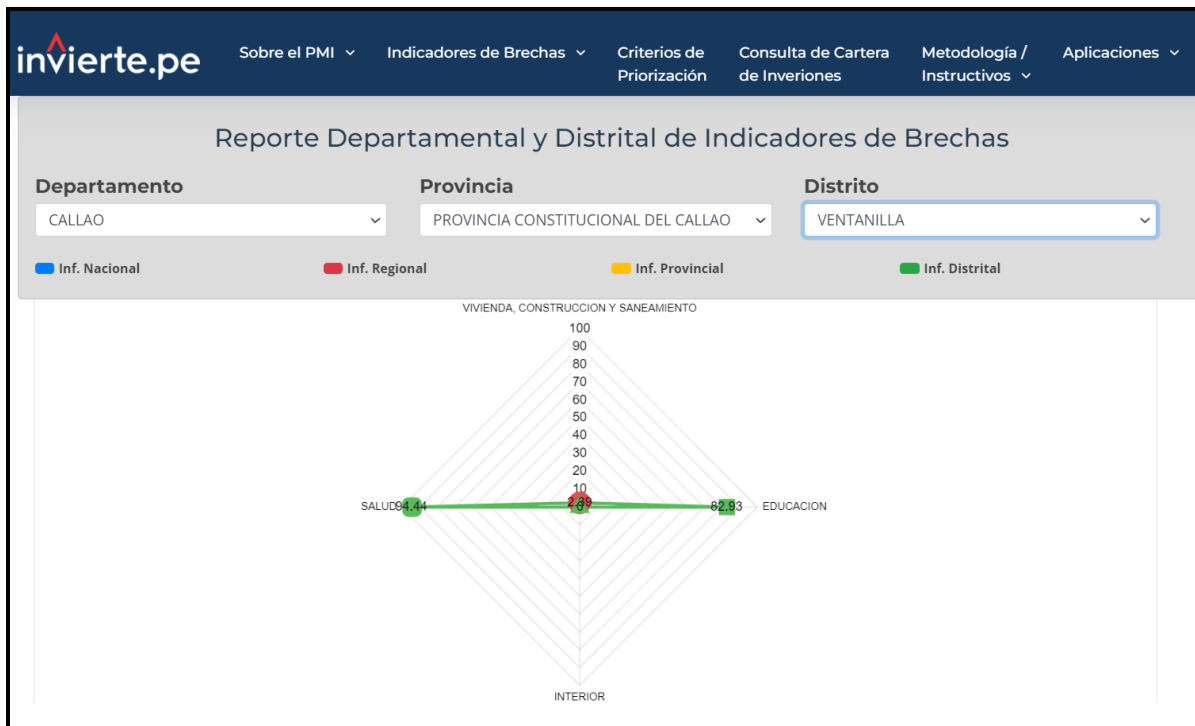 invierte.pe
Sobre el PMI
Indicadores de Brechas
Criterios de
Priorización
Consulta de Cartera
de Inveriones
Metodología /
Instructivos
Aplicaciones
Reporte Departamental y Distrital de Indicadores de Brechas
Departamento
Provincia
Distrito
CALLAO
PROVINCIA CONSTITUCIONAL DEL CALLAO
VENTANILLA
Inf. Nacional
Inf. Regional
Inf. Provincial
Inf. Distrital
VIVIENDA, CONSTRUCCION Y SANEAMIENTO
100
90
80
70
60
50
40
30
20
10
2.39
0
SALUD
94.44
82.93
EDUCACION
INTERIOR